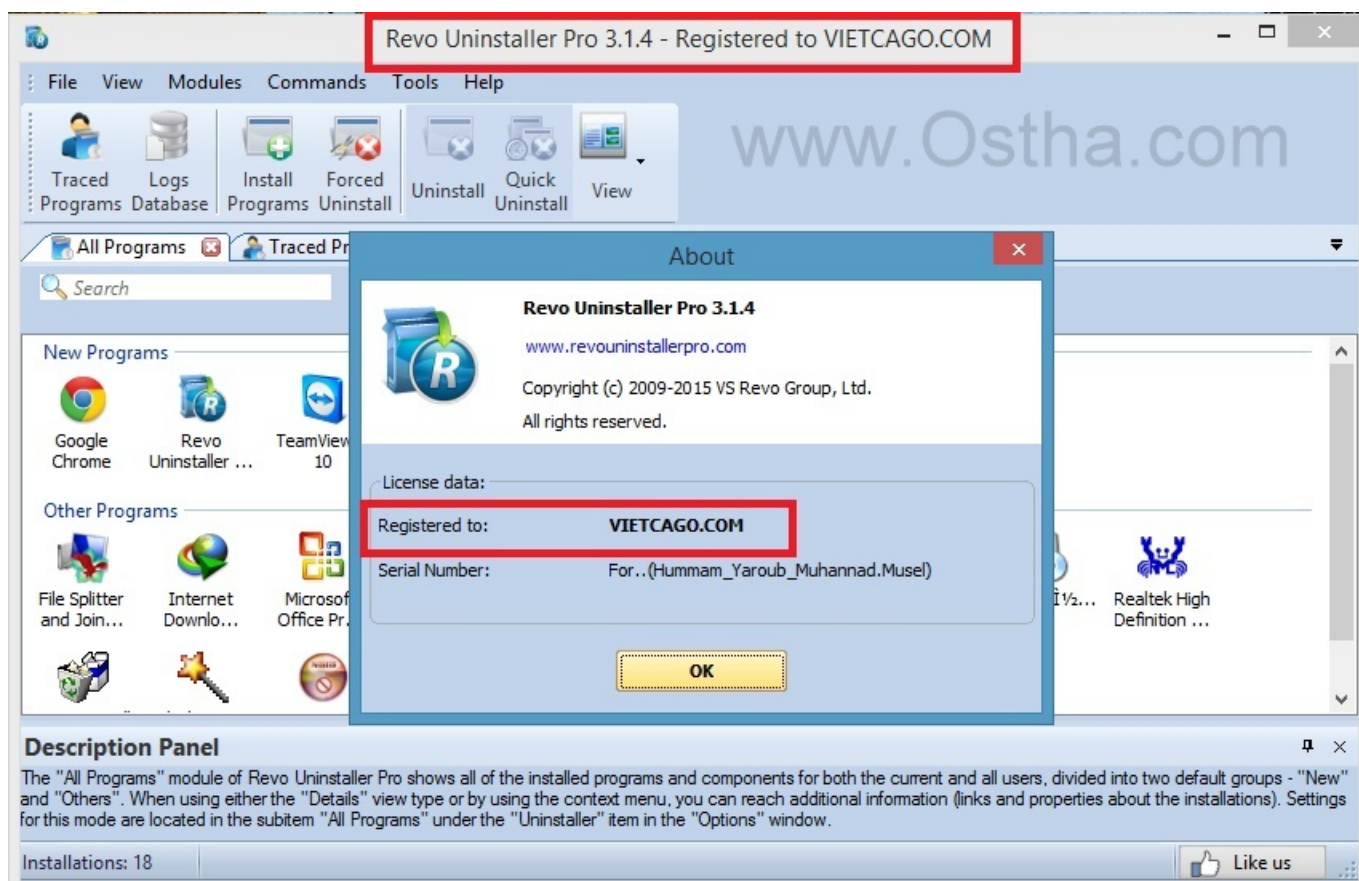 Revo Uninstaller Pro 3.1.4 - Registered to VIETCAGO.COM
File View Modules Commands Tools Help
www.Ostha.com
Traced Programs
Logs Database
Install Programs
Forced Uninstall
Uninstall
Quick Uninstall
View
All Programs
Traced Pr
Search
About
Revo Uninstaller Pro 3.1.4
www.revouninstallerpro.com
Copyright (c) 2009-2015 VS Revo Group, Ltd.
All rights reserved.
License data:
Registered to: VIETCAGO.COM
Serial Number: For..(Hummam_Yaroub_Muhannad.Musel)
OK
New Programs
Google
Chrome
Revo
Uninstaller ...
TeamView
10
Other Programs
File Splitter
and Join...
Internet
Downlo...
Microsof
Office Pr.
Realtek High
Definition ...
Description Panel
The "All Programs" module of Revo Uninstaller Pro shows all of the installed programs and components for both the current and all users, divided into two default groups - "New"
and "Others". When using either the "Details" view type or by using the context menu, you can reach additional information (links and properties about the installations). Settings
for this mode are located in the subitem "All Programs" under the "Uninstaller" item in the "Options" window.
Installations: 18
Like us